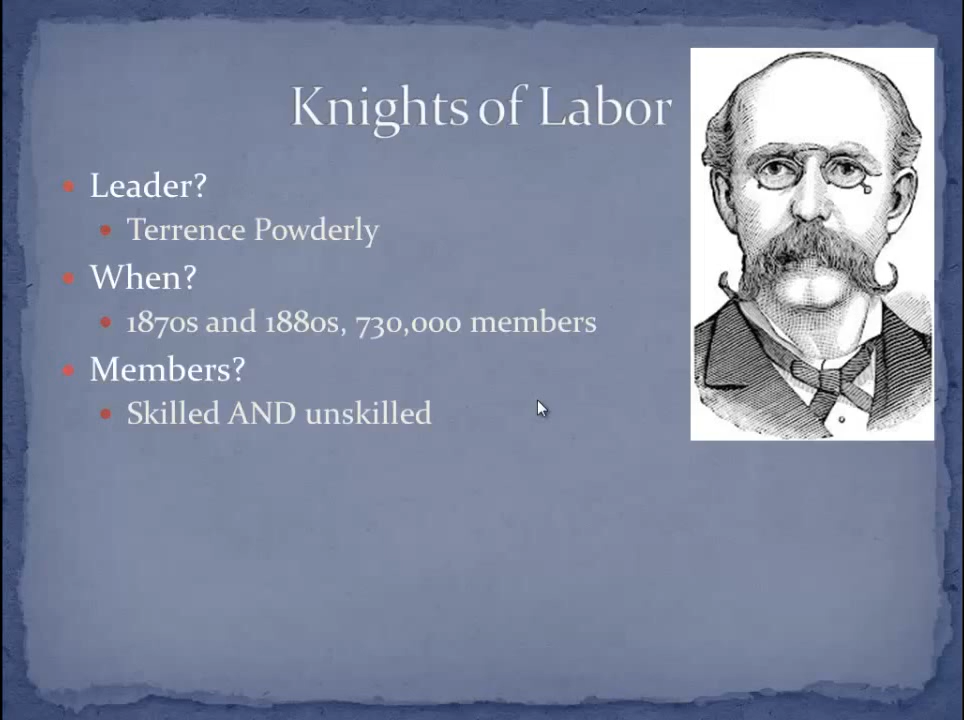 Knights of Labor
Leader?
Terrence Powderly
When?
1870s and 1880s, 730,000 members
Members?
Skilled AND unskilled